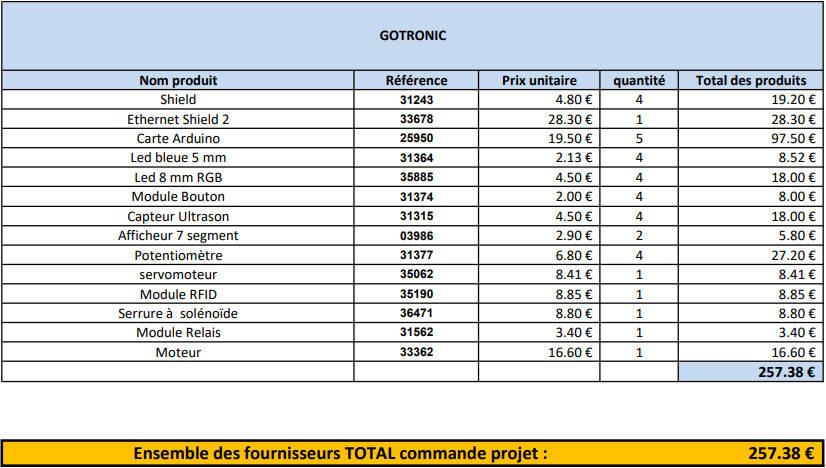 GOTRONIC
Nom produit Référence Prix unitaire quantité Total des produits
Shield 31243 4.80 € 4 19.20 €
Ethernet Shield 2 33678 28.30 € 1 28.30 €
Carte Arduino 25950 19.50 € 5 97.50 €
Led bleue 5 mm 31364 2.13 € 4 8.52 €
Led 8 mm RGB 35885 4.50 € 4 18.00 €
Module Bouton 31374 2.00 € 4 8.00 €
Capteur Ultrason 31315 4.50 € 4 18.00 €
Afficheur 7 segment 03986 2.90 € 2 5.80 €
Potentiomètre 31377 6.80 € 4 27.20 €
servomoteur 35062 8.41 € 1 8.41 €
Module RFID 35190 8.85 € 1 8.85 €
Serrure à solénoïde 36471 8.80 € 1 8.80 €
Module Relais 31562 3.40 € 1 3.40 €
Moteur 33362 16.60 € 1 16.60 €
257.38 €
Ensemble des fournisseurs TOTAL commande projet : 257.38 €